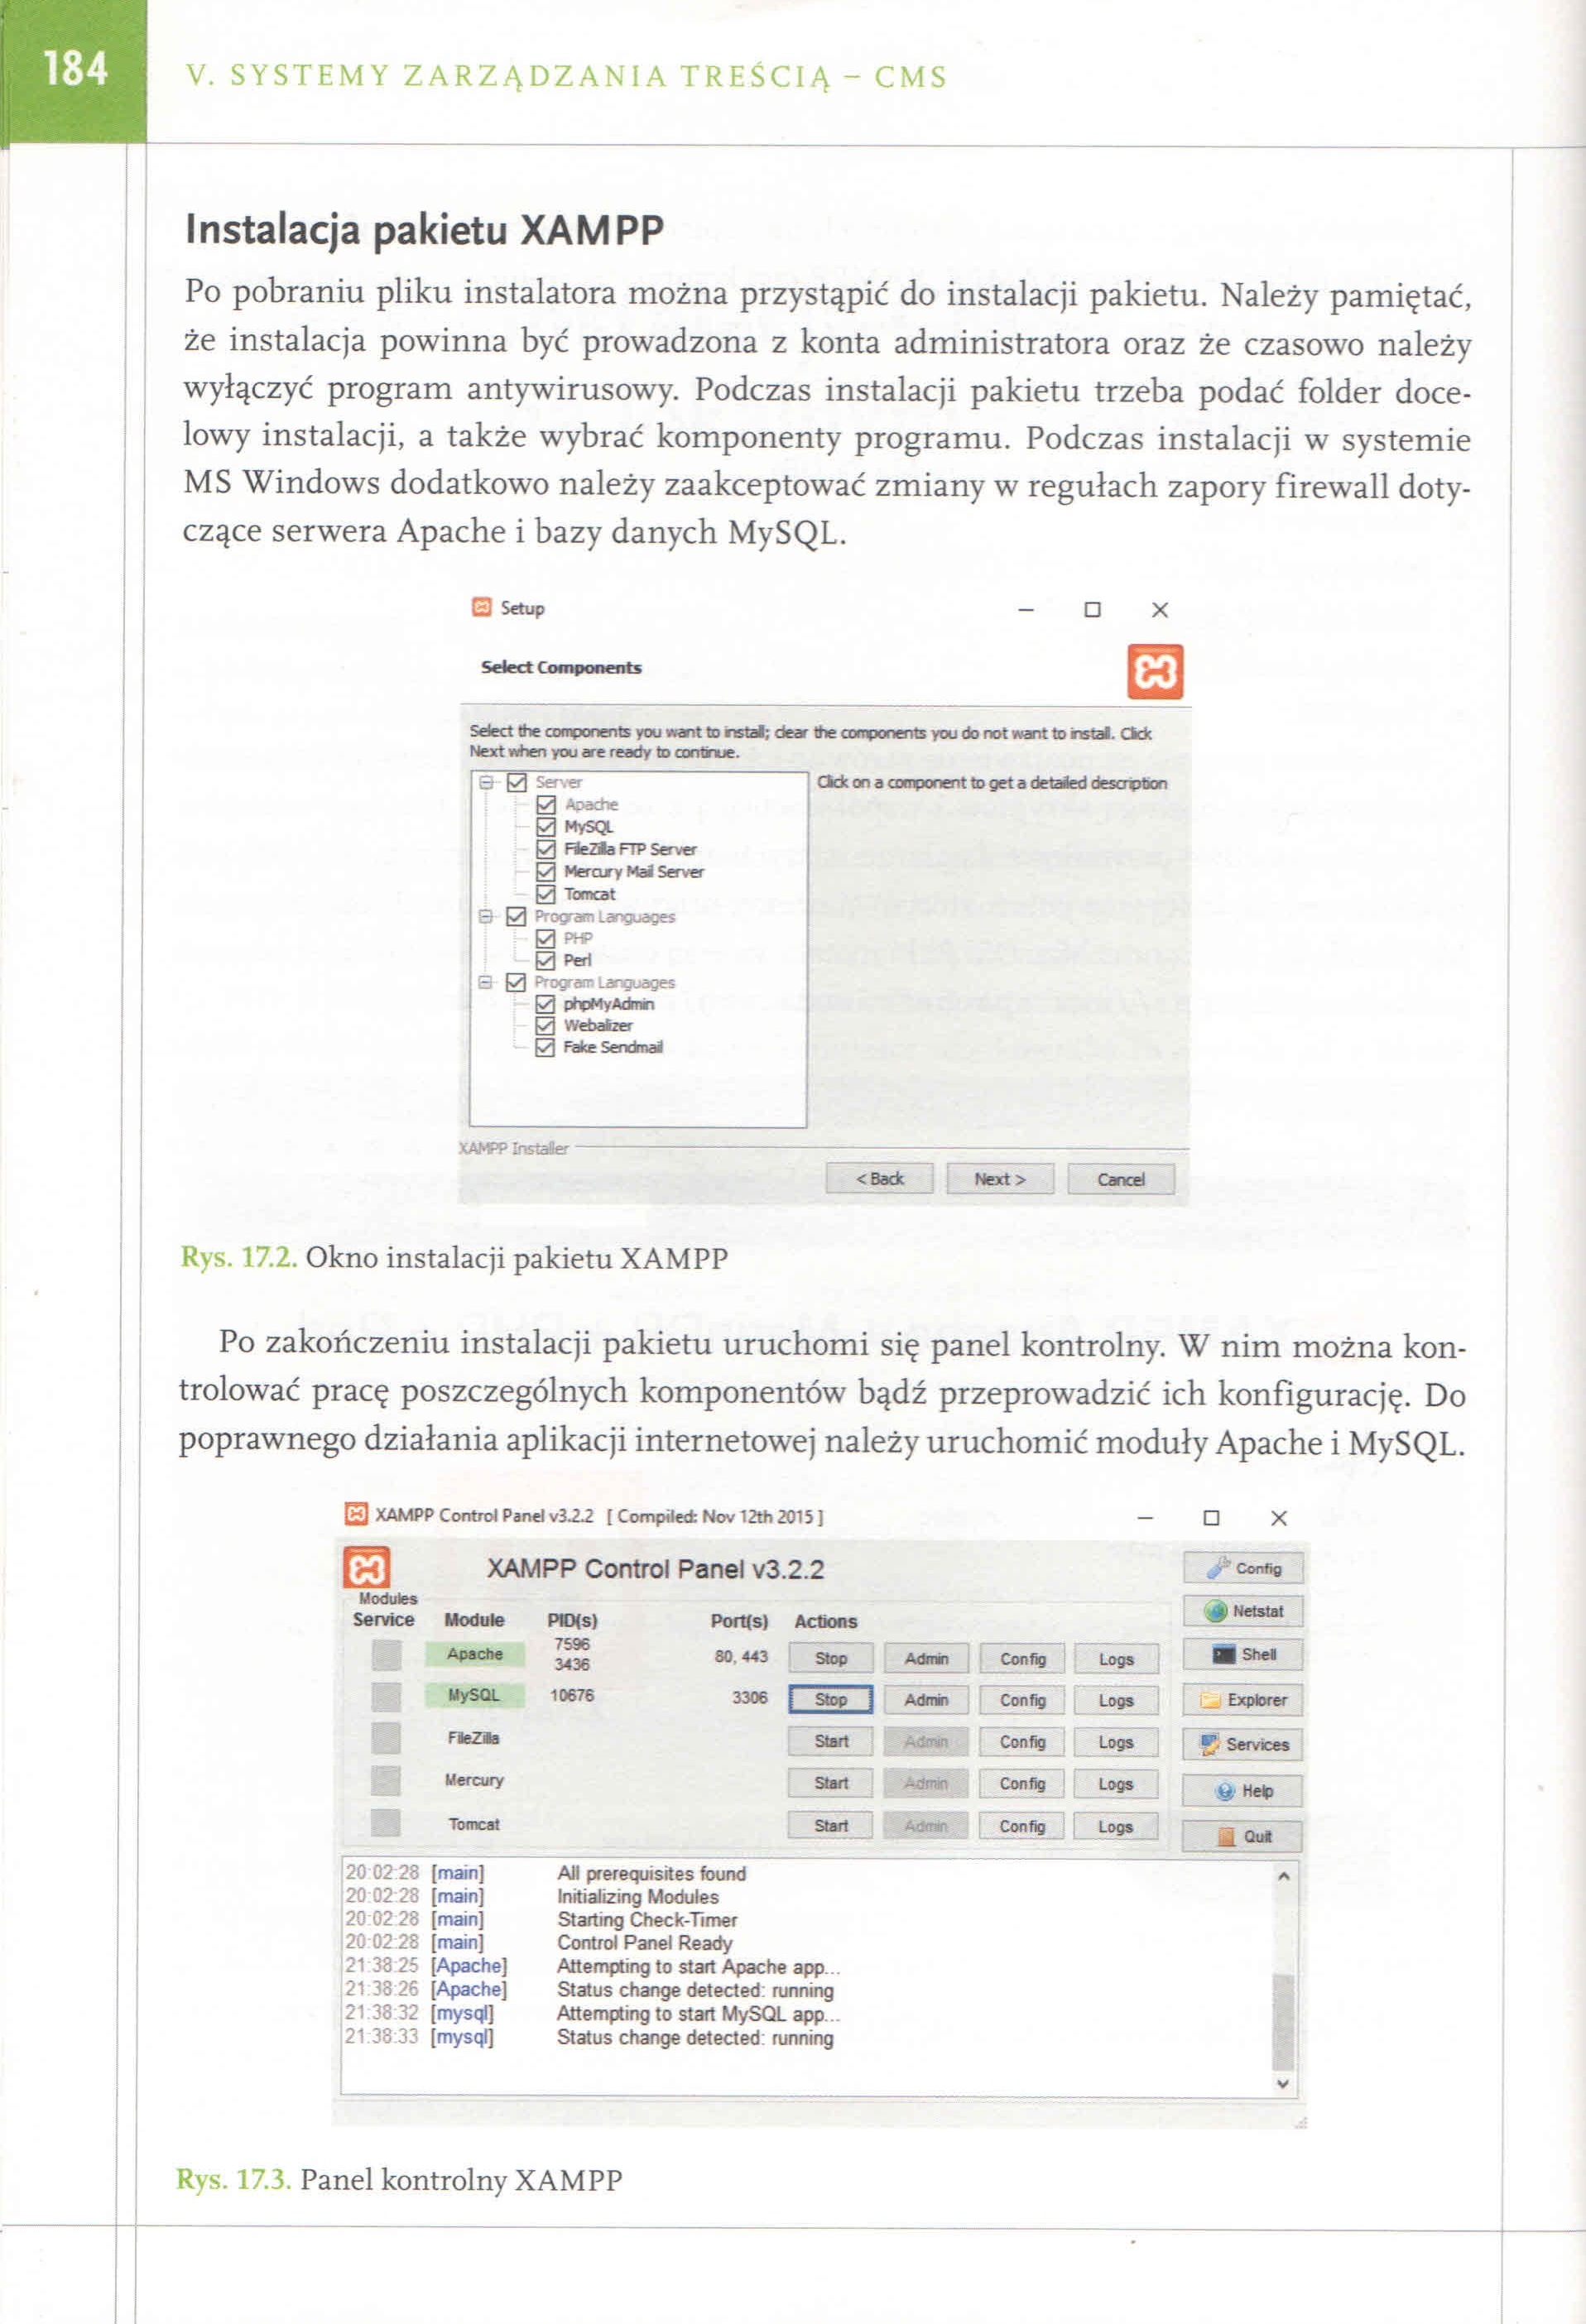 184
V. SYSTEMY ZARZĄDZANIA TREŚCIĄ – CMS
Instalacja pakietu XAMPP
Po pobraniu pliku instalatora można przystąpić do instalacji pakietu. Należy pamiętać,
że instalacja powinna być prowadzona z konta administratora oraz że czasowo należy
wyłączyć program antywirusowy. Podczas instalacji pakietu trzeba podać folder doce-
lowy instalacji, a także wybrać komponenty programu. Podczas instalacji w systemie
MS Windows dodatkowo należy zaakceptować zmiany w regułach zapory firewall doty-
czące serwera Apache i bazy danych MySQL.
Setup
Select Components
Select the components you want to install; clear the components you do not want to install. Click
Next when you are ready to continue.
Server
Click on a component to get a detailed description
Apache
MySQL
FileZilla FTP Server
Mercury Mail Server
Tomcat
Program Languages
PHP
Perl
Program Languages
phpMyAdmin
Webalizer
Fake Sendmail
XAMPP Installer
< Back Next > Cancel
Rys. 17.2. Okno instalacji pakietu XAMPP
Po zakończeniu instalacji pakietu uruchomi się panel kontrolny. W nim można kon-
trolować pracę poszczególnych komponentów bądź przeprowadzić ich konfigurację. Do
poprawnego działania aplikacji internetowej należy uruchomić moduły Apache i MySQL.
XAMPP Control Panel v3.2.2 [ Compiled: Nov 12th 2015 ]
XAMPP Control Panel v3.2.2 Config
Modules
Service Module PID(s) Port(s) Actions Netstat
Apache 7596 3436 80, 443 Stop Admin Config Logs Shell
MySQL 10676 3306 Stop Admin Config Logs Explorer
FileZilla Start Admin Config Logs Services
Mercury Start Admin Config Logs Help
Tomcat Start Admin Config Logs Quit
20:02:28 [main] All prerequisites found
20:02:28 [main] Initializing Modules
20:02:28 [main] Starting Check-Timer
20:02:28 [main] Control Panel Ready
21:38:25 [Apache] Attempting to start Apache app...
21:38:26 [Apache] Status change detected: running
21:38:32 [mysql] Attempting to start MySQL app...
21:38:33 [mysql] Status change detected: running
Rys. 17.3. Panel kontrolny XAMPP